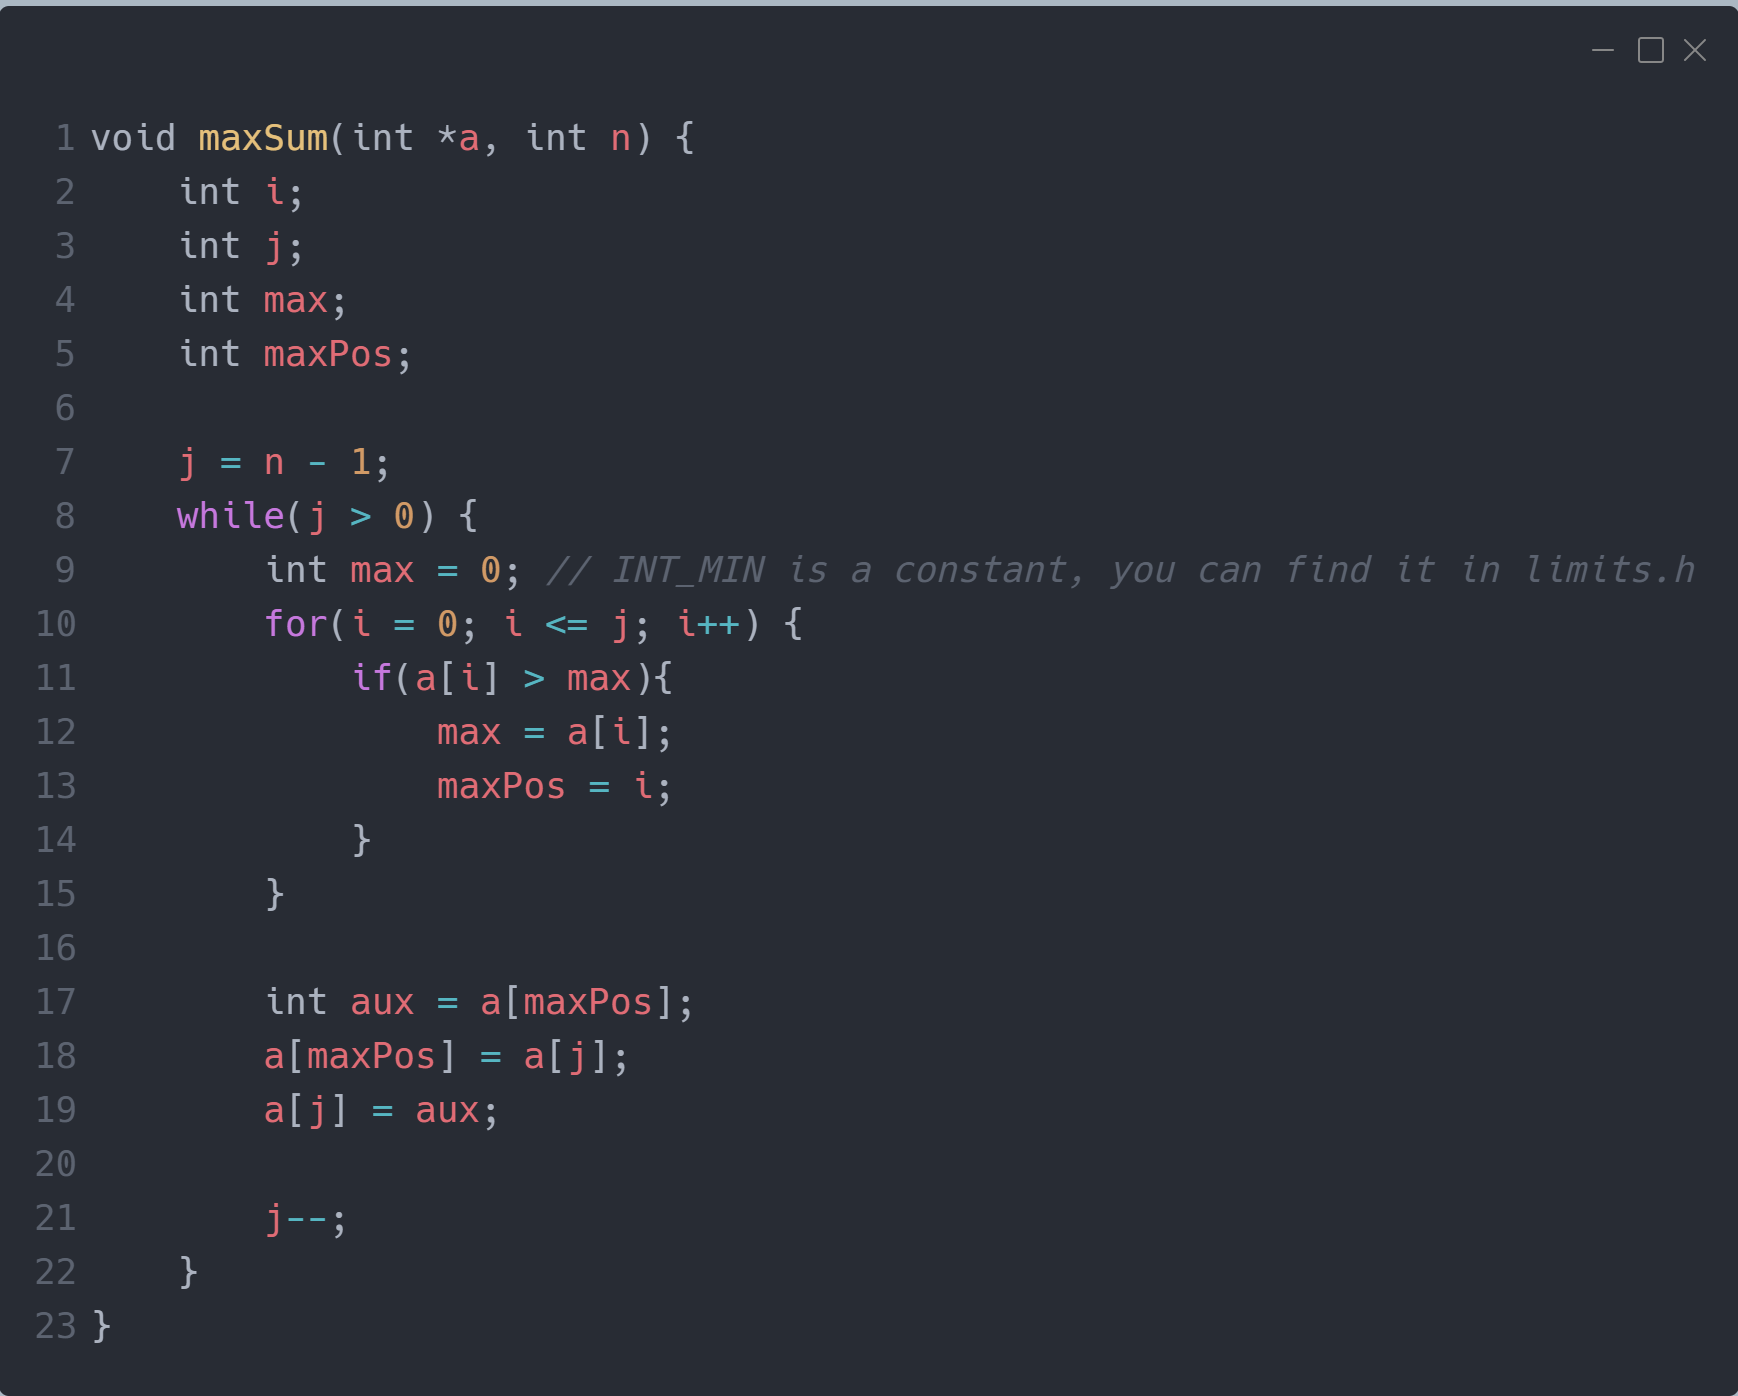 1 void maxSum(int *a, int n) {
2     int i;
3     int j;
4     int max;
5     int maxPos;
6
7     j = n - 1;
8     while(j > 0) {
9         int max = 0; // INT_MIN is a constant, you can find it in limits.h
10         for(i = 0; i <= j; i++) {
11             if(a[i] > max){
12                 max = a[i];
13                 maxPos = i;
14             }
15         }
16
17         int aux = a[maxPos];
18         a[maxPos] = a[j];
19         a[j] = aux;
20
21         j--;
22     }
23 }